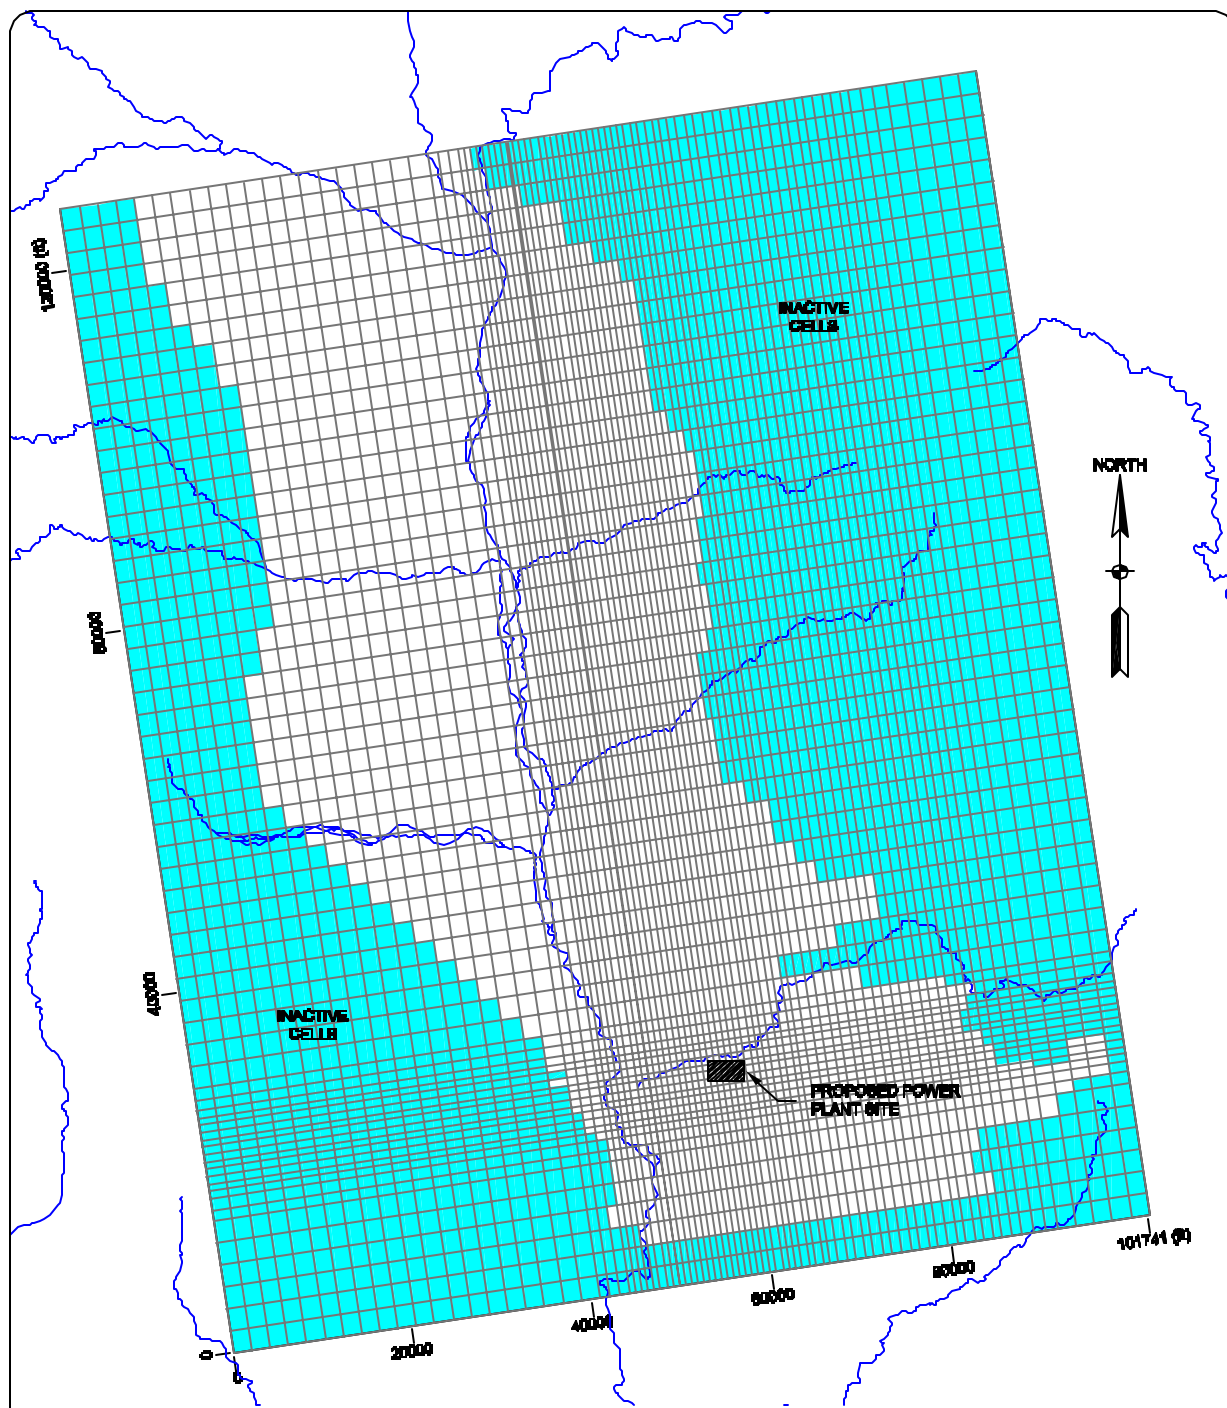 120000 (ft)
INACTIVE
CELLS
NORTH
80000
40000
INACTIVE
CELLS
PROPOSED POWER
PLANT SITE
101741 (ft)
80000
60000
40000
20000
0
0